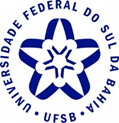 UNIVERSIDADE FEDERAL DO SUL DA BAHIA
· UFSB ·